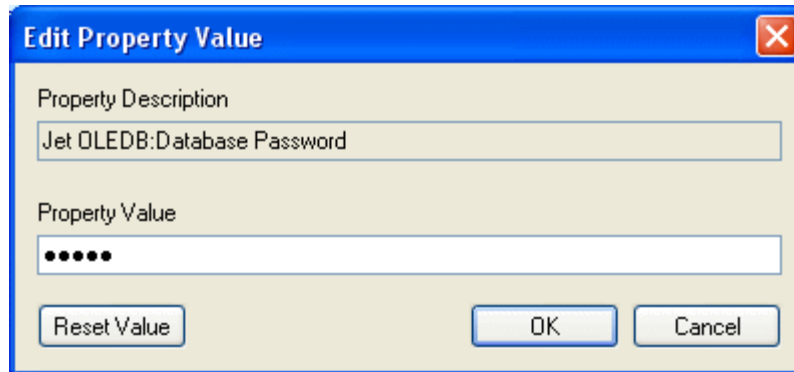 Edit Property Value
Property Description
Jet OLEDB:Database Password
Property Value
●●●●●
Reset Value OK Cancel